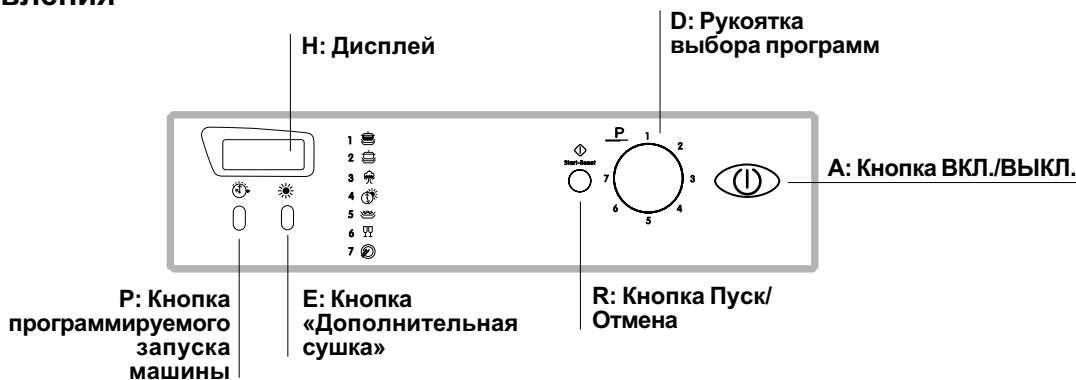 вления
D: Рукоятка
выбора программ
H: Дисплей
P
1
2
3
4
5
6
7
Start-Reset
1
2
3
4
5
6
7
A: Кнопка ВКЛ./ВЫКЛ.
P: Кнопка
программируемого
запуска
машины
E: Кнопка
«Дополнительная
сушка»
R: Кнопка Пуск/
Отмена